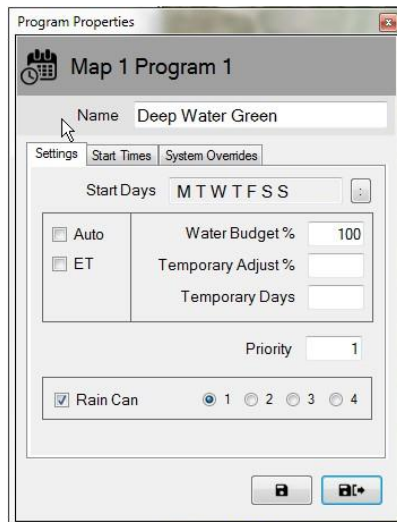 Program Properties
Map 1 Program 1
Name Deep Water Green
Settings Start Times System Overrides
Start Days M T W T F S S :
Auto Water Budget % 100
ET Temporary Adjust %
Temporary Days
Priority 1
Rain Can 1 2 3 4